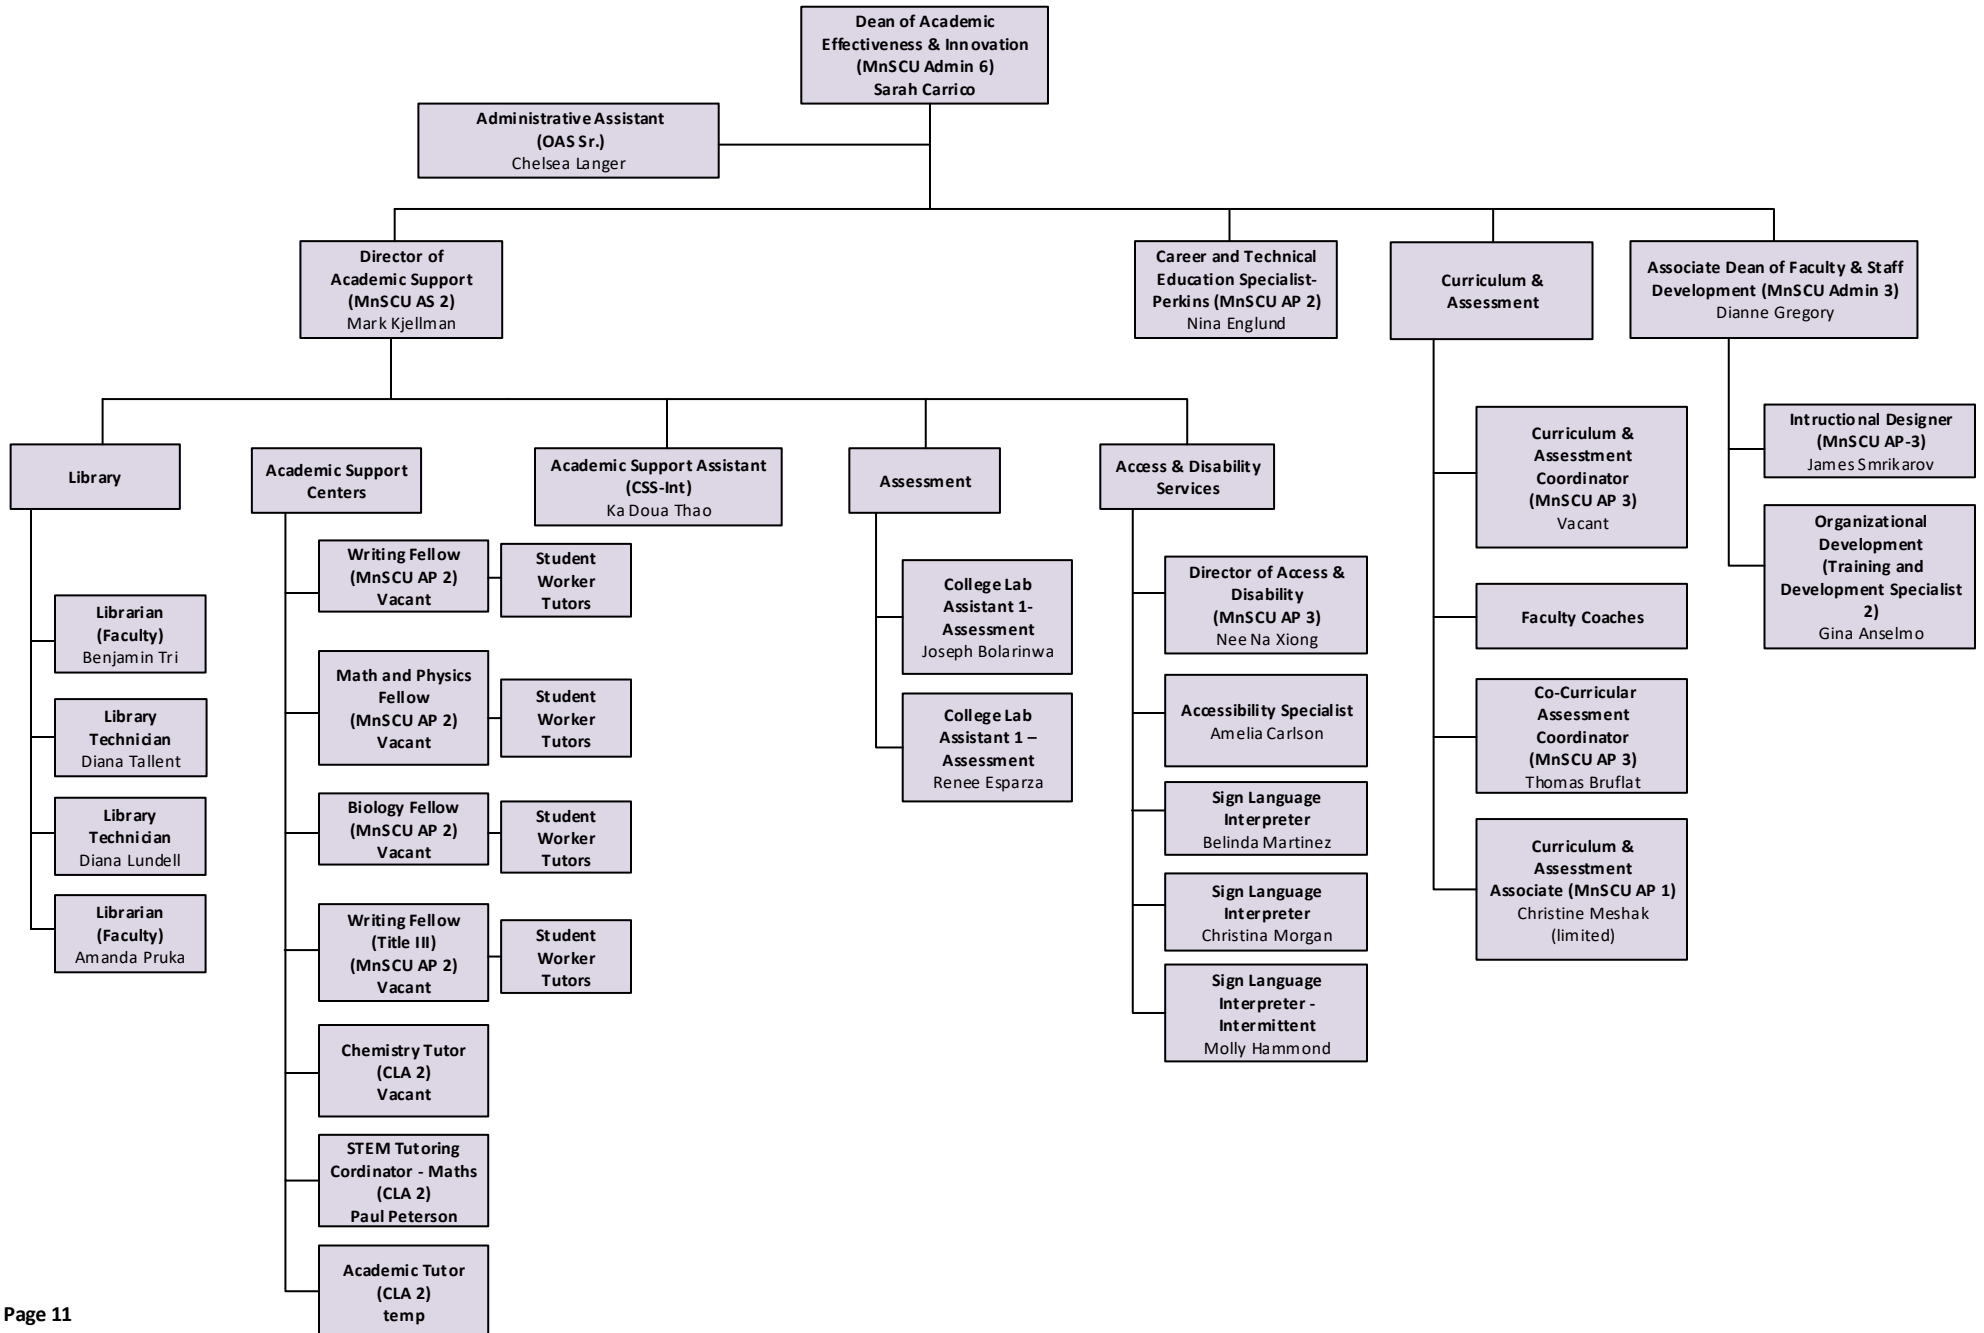 Dean of Academic
Effectiveness & Innovation
(MnSCU Admin 6)
Sarah Carrico
Administrative Assistant
(OAS Sr.)
Chelsea Langer
Director of
Academic Support
(MnSCU AS 2)
Mark Kjellman
Career and Technical
Education Specialist-
Perkins (MnSCU AP 2)
Nina Englund
Curriculum &
Assessment
Associate Dean of Faculty & Staff
Development (MnSCU Admin 3)
Dianne Gregory
Library
Academic Support
Centers
Academic Support Assistant
(CSS-Int)
Ka Doua Thao
Assessment
Access & Disability
Services
Librarian
(Faculty)
Benjamin Tri
Library
Technician
Diana Tallent
Library
Technician
Diana Lundell
Librarian
(Faculty)
Amanda Pruka
Writing Fellow
(MnSCU AP 2)
Vacant
Student
Worker
Tutors
Math and Physics
Fellow
(MnSCU AP 2)
Vacant
Student
Worker
Tutors
Biology Fellow
(MnSCU AP 2)
Vacant
Student
Worker
Tutors
Writing Fellow
(Title III)
(MnSCU AP 2)
Vacant
Student
Worker
Tutors
Chemistry Tutor
(CLA 2)
Vacant
STEM Tutoring
Cordinator - Maths
(CLA 2)
Paul Peterson
Academic Tutor
(CLA 2)
temp
College Lab
Assistant 1-
Assessment
Joseph Bolarinwa
College Lab
Assistant 1 –
Assessment
Renee Esparza
Director of Access &
Disability
(MnSCU AP 3)
Nee Na Xiong
Accessibility Specialist
Amelia Carlson
Sign Language
Interpreter
Belinda Martinez
Sign Language
Interpreter
Christina Morgan
Sign Language
Interpreter -
Intermittent
Molly Hammond
Curriculum &
Assesstment
Coordinator
(MnSCU AP 3)
Vacant
Faculty Coaches
Co-Curricular
Assessment
Coordinator
(MnSCU AP 3)
Thomas Bruflat
Curriculum &
Assesstment
Associate (MnSCU AP 1)
Christine Meshak
(limited)
Intructional Designer
(MnSCU AP-3)
James Smrikarov
Organizational
Development
(Training and
Development Specialist
2)
Gina Anselmo
Page 11